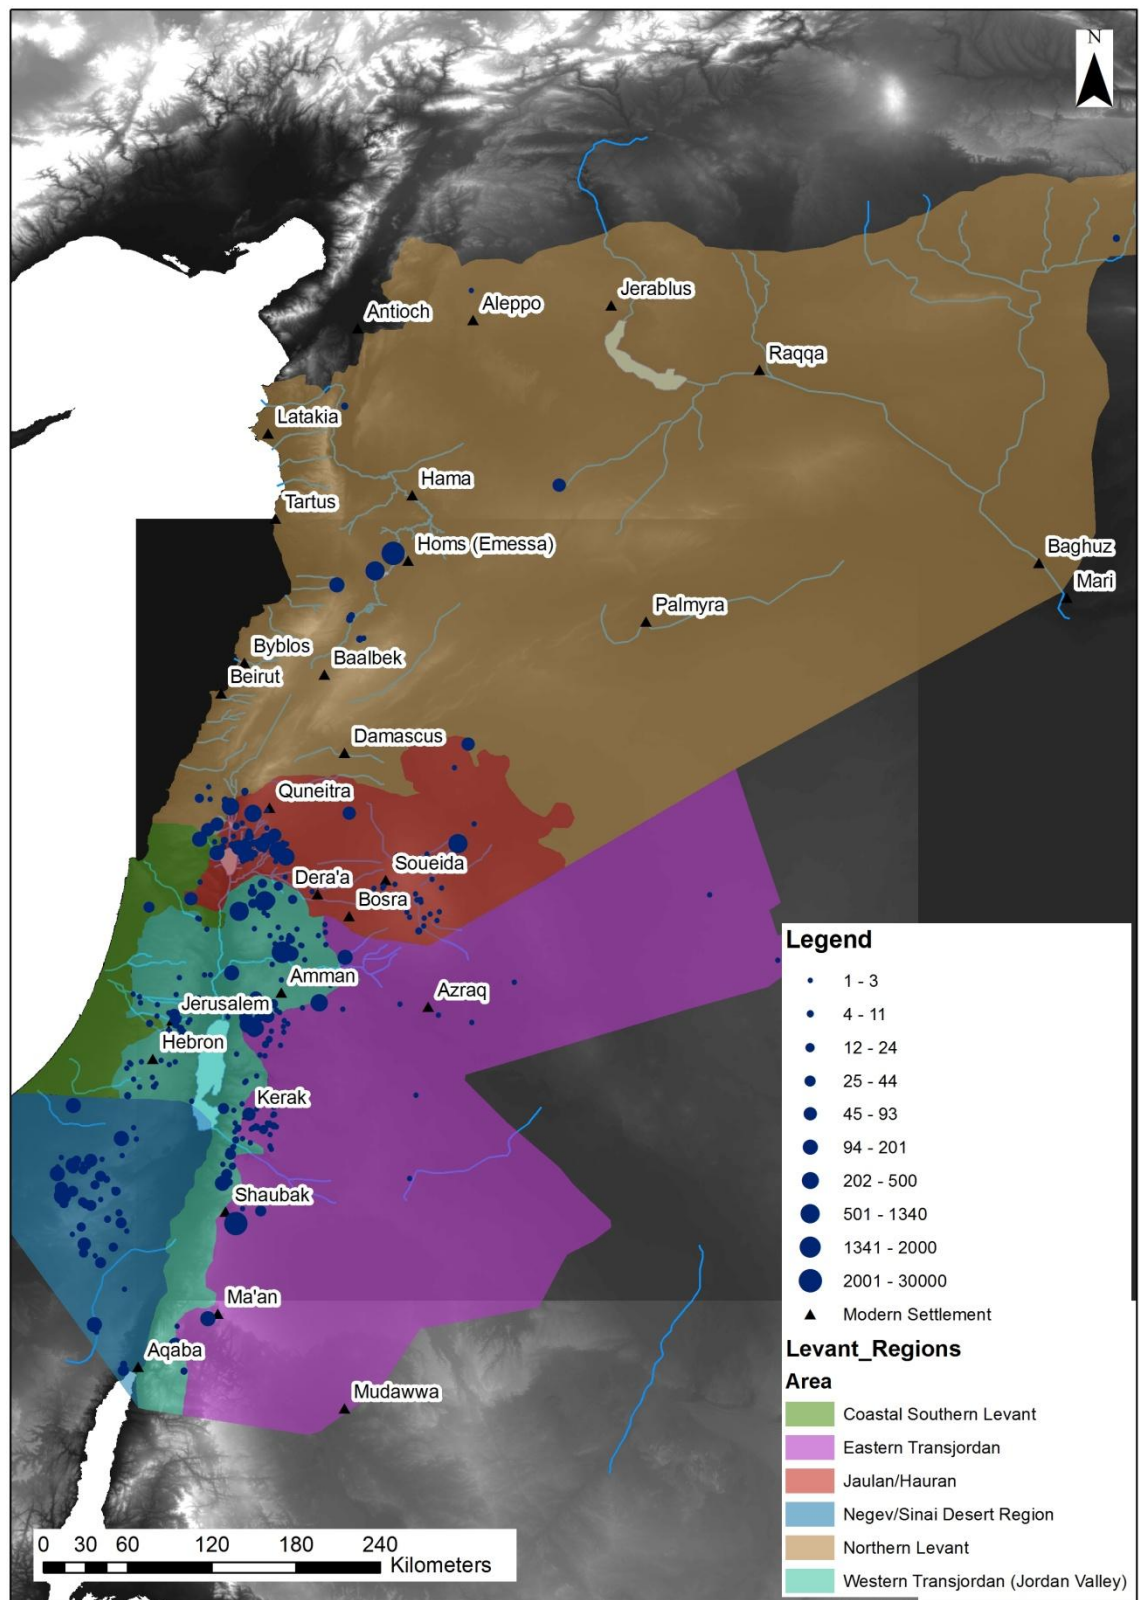 N
Jerablus
Aleppo
Antioch
Raqqa
Latakia
Hama
Tartus
Homs (Emessa)
Baghuz
Mari
Palmyra
Byblos
Baalbek
Beirut
Damascus
Quneitra
Soueida
Dera'a
Bosra
Amman
Azraq
Jerusalem
Hebron
Kerak
Shaubak
Ma'an
Aqaba
Mudawwa
Legend
1 - 3
4 - 11
12 - 24
25 - 44
45 - 93
94 - 201
202 - 500
501 - 1340
1341 - 2000
2001 - 30000
Modern Settlement
Levant_Regions
Area
Coastal Southern Levant
Eastern Transjordan
Jaulan/Hauran
Negev/Sinai Desert Region
Northern Levant
Western Transjordan (Jordan Valley)
0 30 60 120 180 240
Kilometers